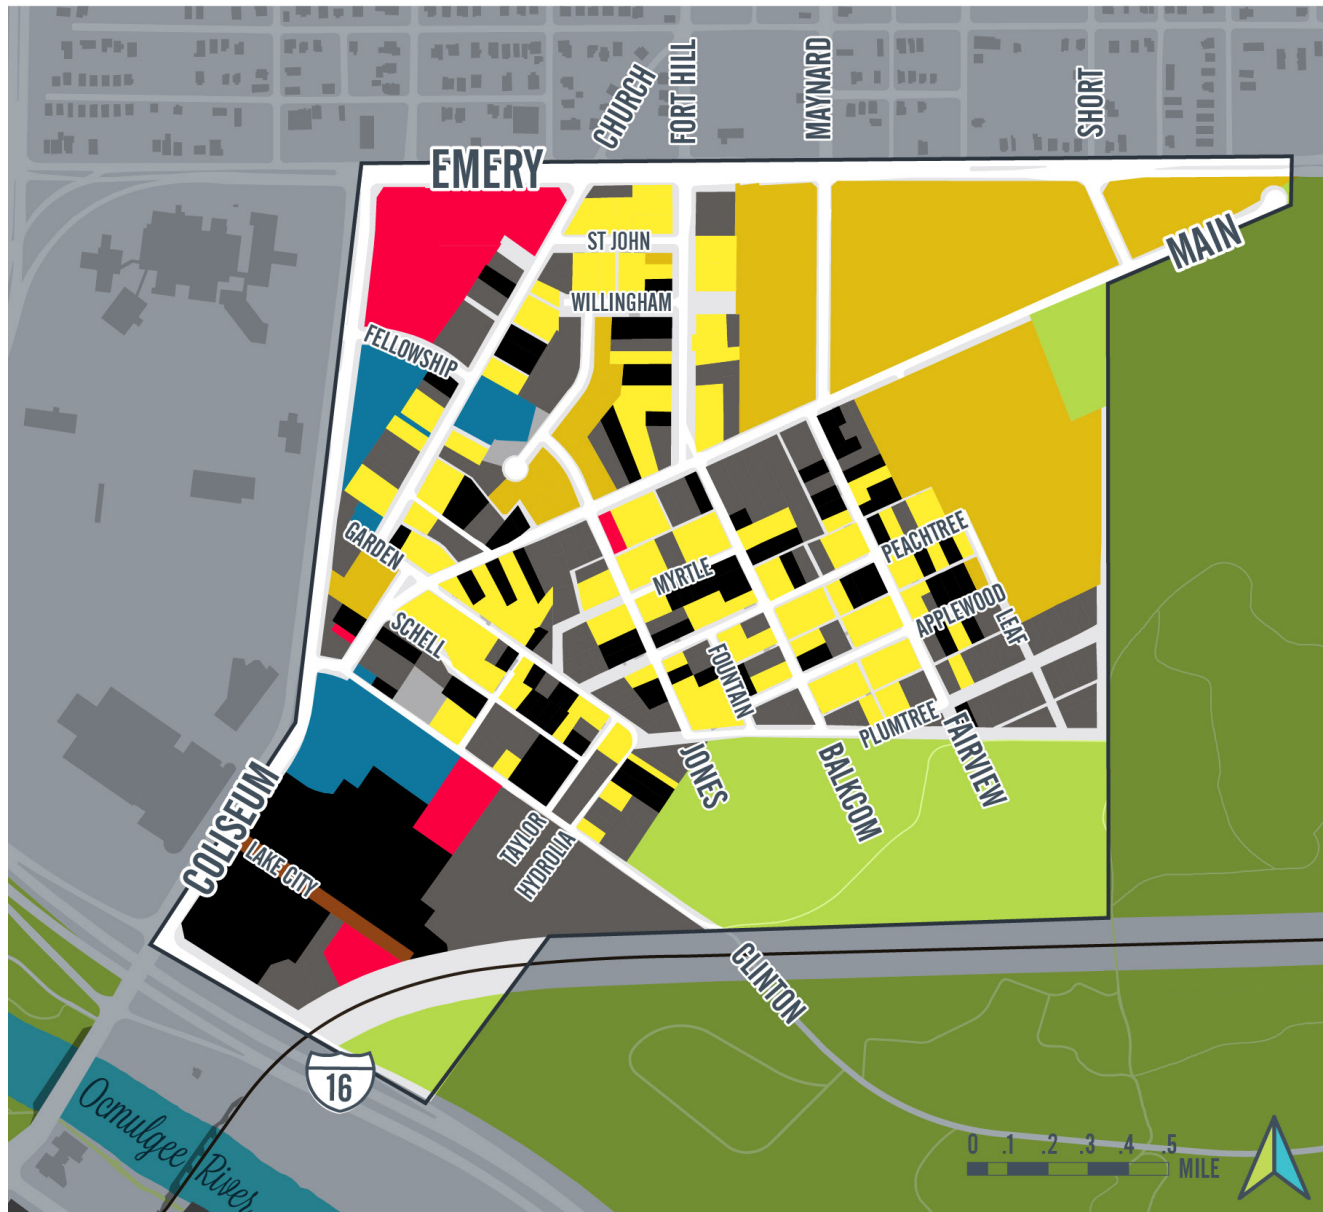 CHURCH
FORT HILL
MAYNARD
SHORT
EMERY
ST JOHN
MAIN
WILLINGHAM
FELLOWSHIP
GARDEN
PEACHTREE
MYRTLE
APPLEWOOD
LEAF
SCHELL
FOUNTAIN
PLUMTREE
FAIRVIEW
JONES
BALKCOM
COLISEUM
TAYLOR
HYDROLIA
LAKE CITY
CLINTON
16
Ocmulgee River
0 .1 .2 .3 .4 .5
MILE